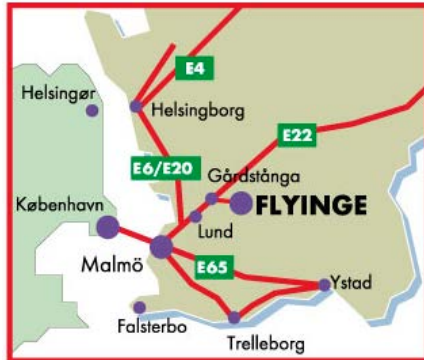 E4
Helsingør
Helsingborg
E22
E6/E20
Gårdstånga
København
FLYINGE
Lund
Malmö
E65
Ystad
Falsterbo
Trelleborg